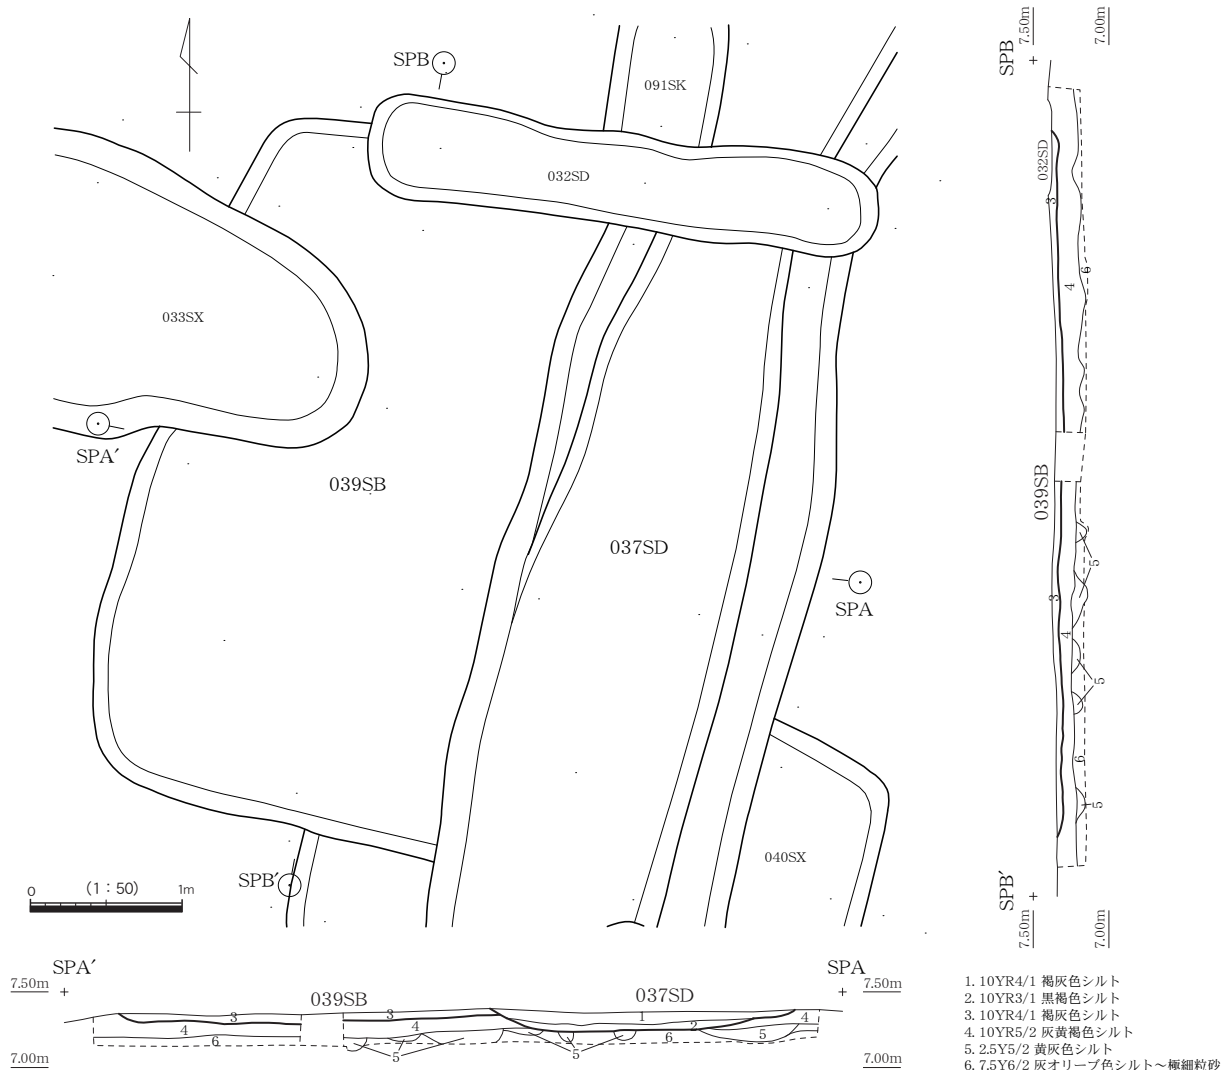 SPB
091SK
032SD
033SX
SPA′
039SB
037SD
SPA
040SX
SPB′
0 (1：50) 1m
7.50m 7.00m
SPB
032SD
3
4
6
039SB
5
3
4
5
6
5
SPB′
7.50m 7.00m
SPA′ SPA
7.50m 039SB 037SD 7.50m
3 3 1 4
4 4 2 5
6 6
5 5
7.00m 7.00m
1. 10YR4/1 褐灰色シルト
2. 10YR3/1 黒褐色シルト
3. 10YR4/1 褐灰色シルト
4. 10YR5/2 灰黄褐色シルト
5. 2.5Y5/2 黄灰色シルト
6. 7.5Y6/2 灰オリーブ色シルト～極細粒砂